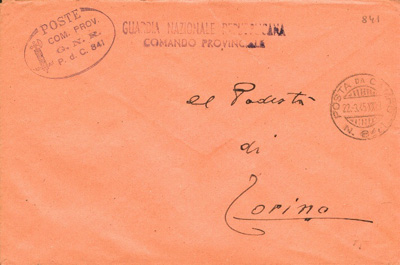 POSTE
COM. PROV.
G. N. R.
P. d. C. 841
GUARDIA NAZIONALE REPUBBLICANA
COMANDO PROVINCIALE
841
al Podestà
di
Torino
POSTA DA CAMPO
N. 841